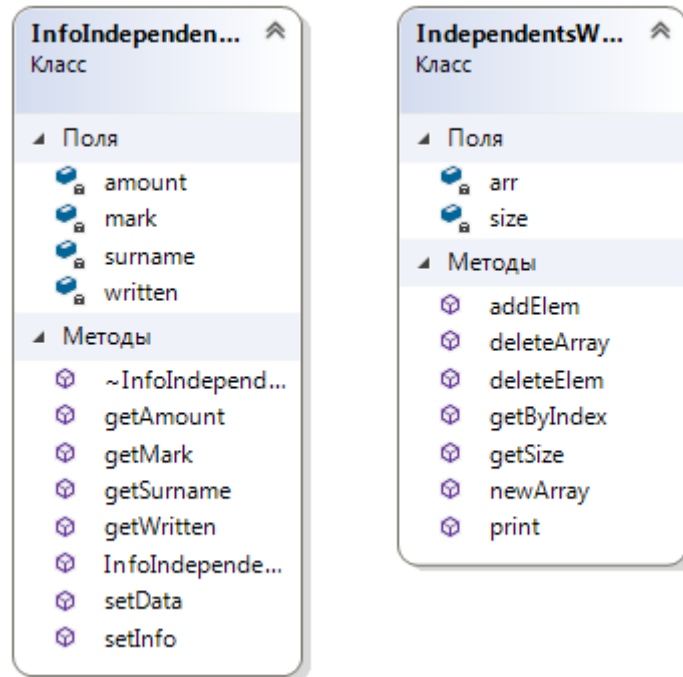 InfoIndependen...
Класс
Поля
amount
mark
surname
written
Методы
~InfoIndepend...
getAmount
getMark
getSurname
getWritten
InfoIndepende...
setData
setInfo
IndependentsW...
Класс
Поля
arr
size
Методы
addElem
deleteArray
deleteElem
getByIndex
getSize
newArray
print